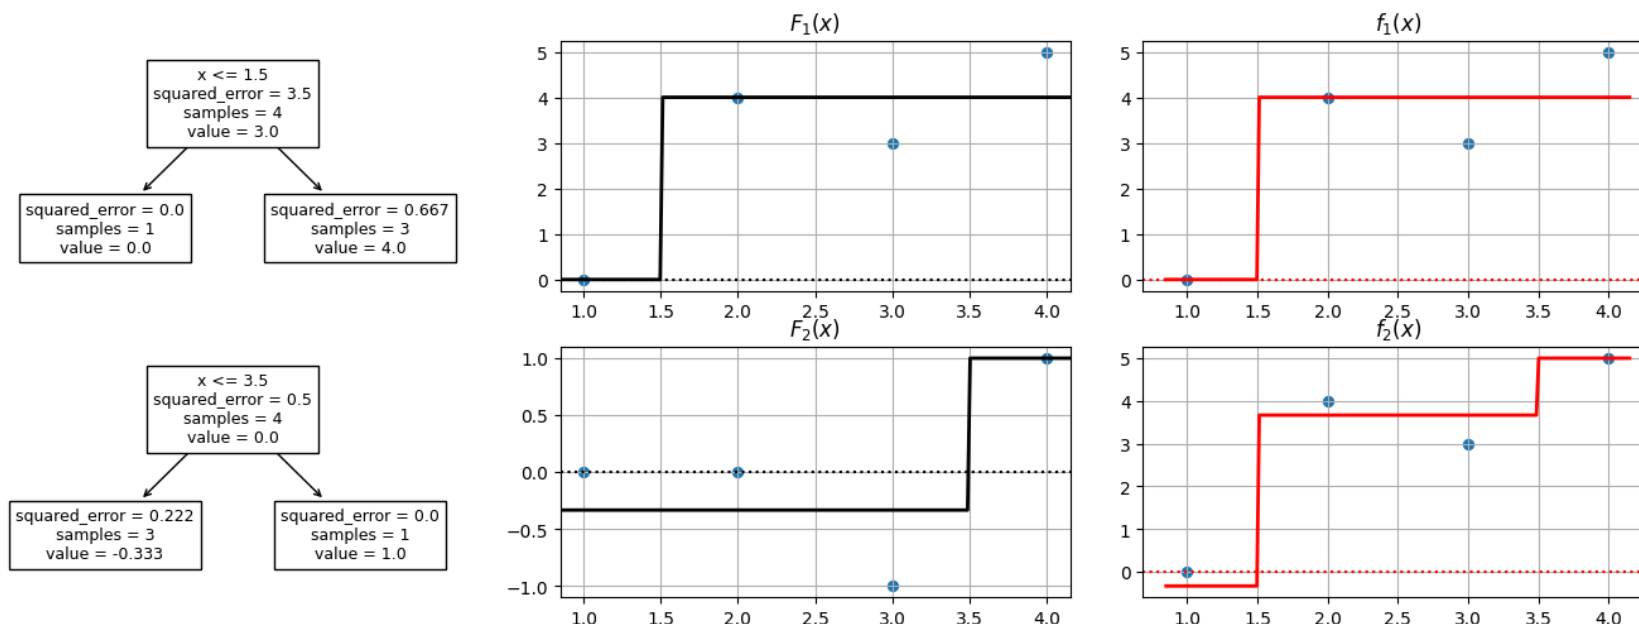 x <= 1.5
squared_error = 3.5
samples = 4
value = 3.0
squared_error = 0.0
samples = 1
value = 0.0
squared_error = 0.667
samples = 3
value = 4.0
F₁(x)
5
4
3
2
1
0
1.0 1.5 2.0 2.5 3.0 3.5 4.0
f₁(x)
5
4
3
2
1
0
1.0 1.5 2.0 2.5 3.0 3.5 4.0
x <= 3.5
squared_error = 0.5
samples = 4
value = 0.0
squared_error = 0.222
samples = 3
value = -0.333
squared_error = 0.0
samples = 1
value = 1.0
F₂(x)
1.0
0.5
0.0
−0.5
−1.0
1.0 1.5 2.0 2.5 3.0 3.5 4.0
f₂(x)
5
4
3
2
1
0
1.0 1.5 2.0 2.5 3.0 3.5 4.0